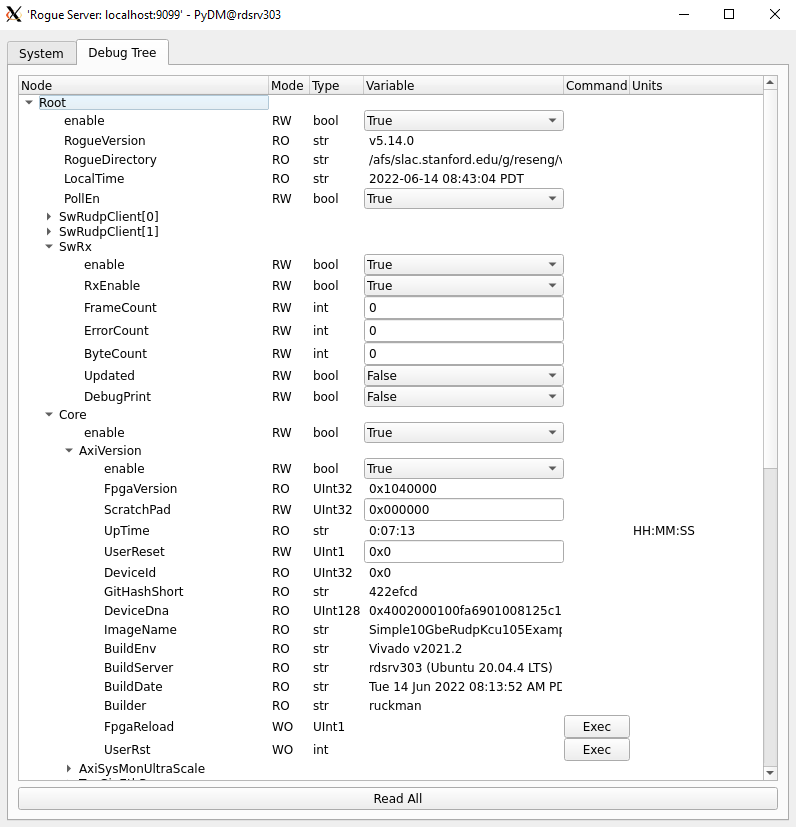 'Rogue Server: localhost:9099' - PyDM@rdsrv303
System Debug Tree
Node Mode Type Variable Command Units
Root
enable RW bool True
RogueVersion RO str v5.14.0
RogueDirectory RO str /afs/slac.stanford.edu/g/reseng/v
LocalTime RO str 2022-06-14 08:43:04 PDT
PollEn RW bool True
SwRudpClient[0]
SwRudpClient[1]
SwRx
enable RW bool True
RxEnable RW bool True
FrameCount RW int 0
ErrorCount RW int 0
ByteCount RW int 0
Updated RW bool False
DebugPrint RW bool False
Core
enable RW bool True
AxiVersion
enable RW bool True
FpgaVersion RO UInt32 0x1040000
ScratchPad RW UInt32 0x000000
UpTime RO str 0:07:13 HH:MM:SS
UserReset RW UInt1 0x0
DeviceId RO UInt32 0x0
GitHashShort RO str 422efcd
DeviceDna RO UInt128 0x4002000100fa6901008125c1
ImageName RO str Simple10GbeRudpKcu105Examp
BuildEnv RO str Vivado v2021.2
BuildServer RO str rdsrv303 (Ubuntu 20.04.4 LTS)
BuildDate RO str Tue 14 Jun 2022 08:13:52 AM PD
Builder RO str ruckman
FpgaReload WO UInt1 Exec
UserRst WO int Exec
AxiSysMonUltraScale
Read All